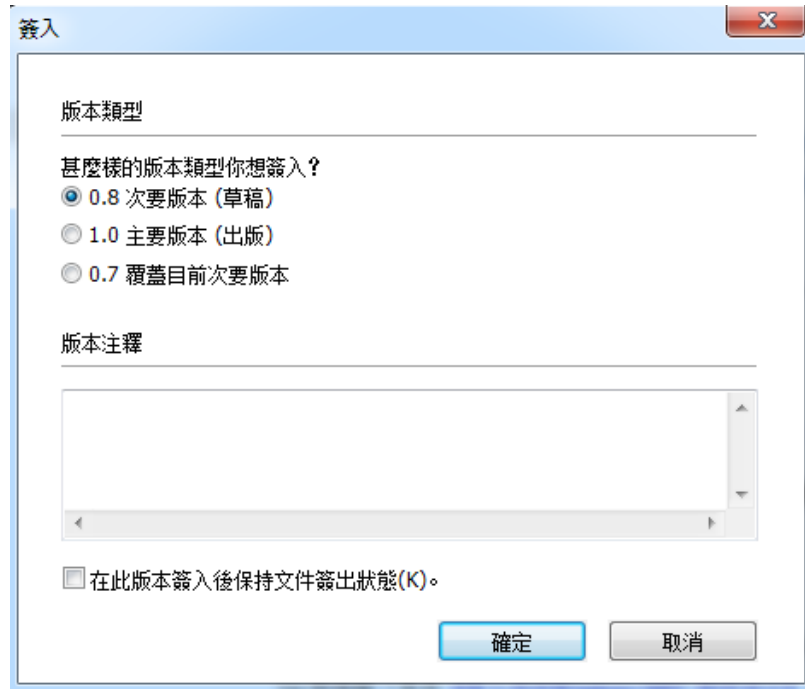 簽入
版本類型
甚麼樣的版本類型你想簽入?
0.8 次要版本 (草稿)
1.0 主要版本 (出版)
0.7 覆蓋目前次要版本
版本注釋
在此版本簽入後保持文件簽出狀態(K)。
確定
取消